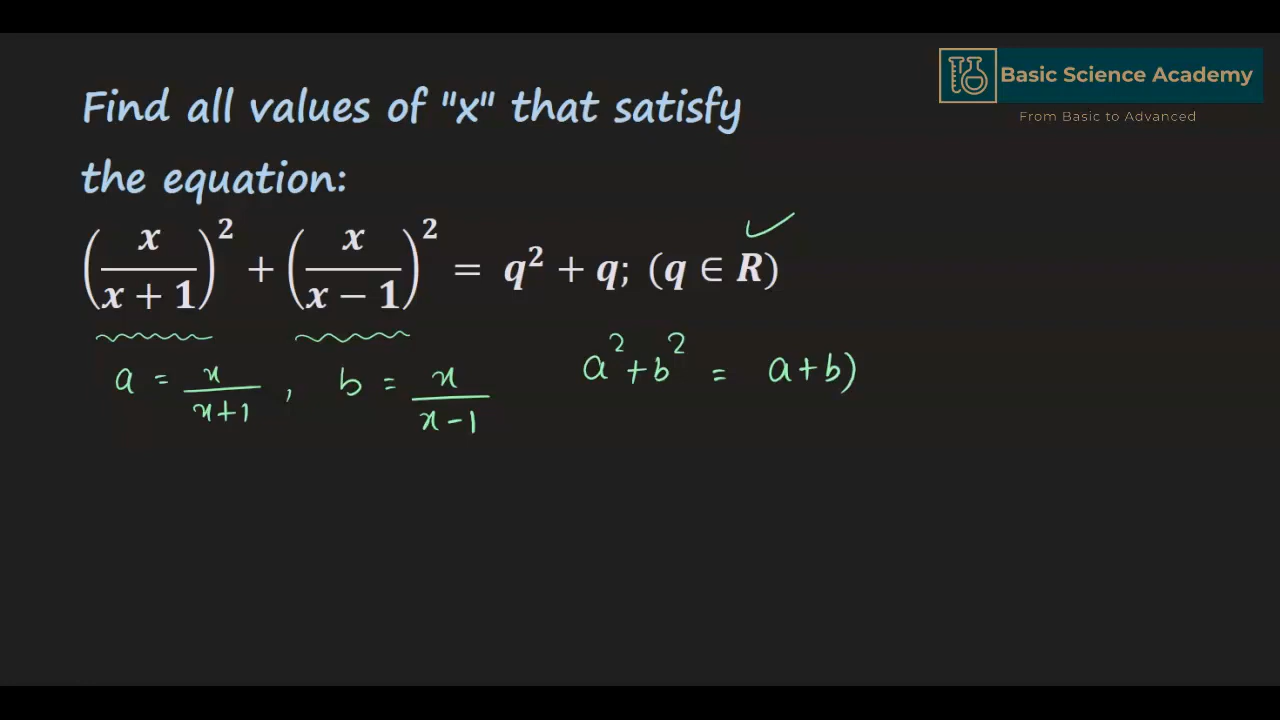 Basic Science Academy
From Basic to Advanced
Find all values of "x" that satisfy
the equation:
(x/(x + 1))² + (x/(x − 1))² = q² + q; (q ∈ R)
a = x/(x+1) , b = x/(x−1) a² + b² = a+b)